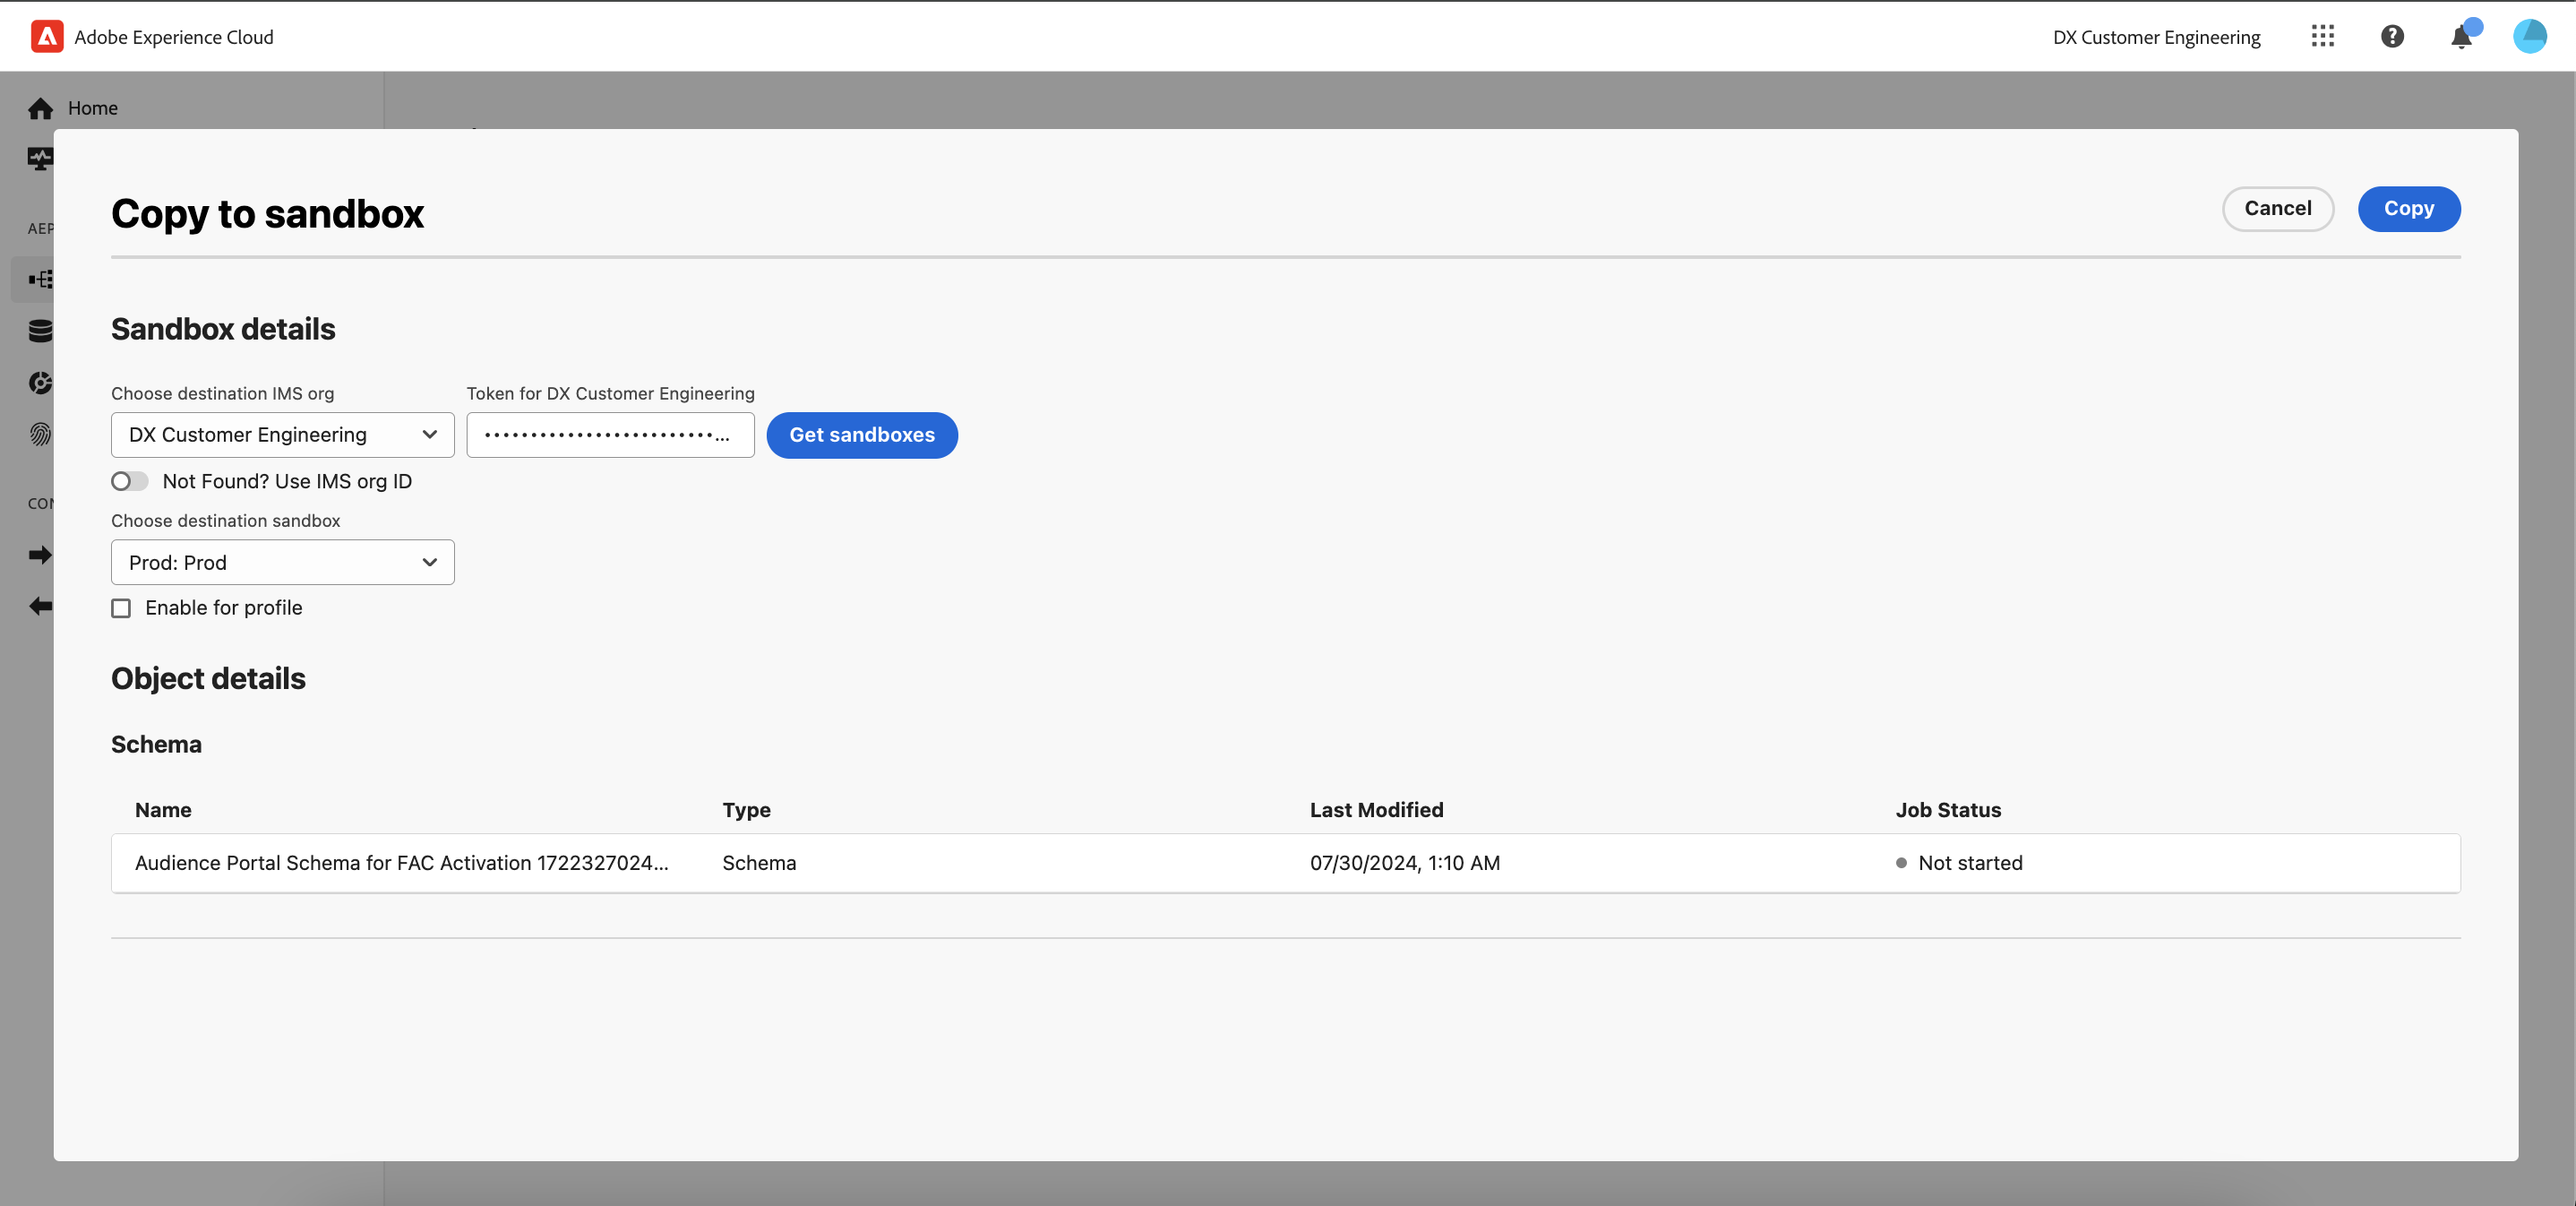 Adobe Experience Cloud
DX Customer Engineering
Home
AEP
CON
Copy to sandbox
Cancel
Copy
Sandbox details
Choose destination IMS org
Token for DX Customer Engineering
DX Customer Engineering
••••••••••••••••••••••••••...
Get sandboxes
Not Found? Use IMS org ID
Choose destination sandbox
Prod: Prod
Enable for profile
Object details
Schema
Name Type Last Modified Job Status
Audience Portal Schema for FAC Activation 1722327024... Schema 07/30/2024, 1:10 AM Not started